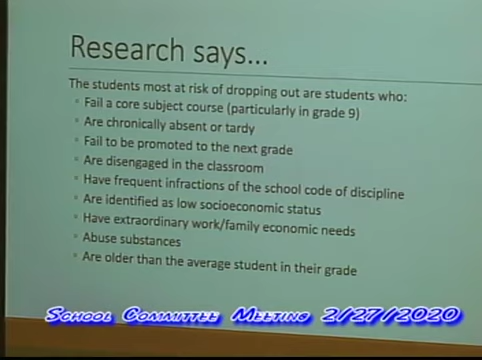 Research says...
The students most at risk of dropping out are students who:
Fail a core subject course (particularly in grade 9)
Are chronically absent or tardy
Fail to be promoted to the next grade
Are disengaged in the classroom
Have frequent infractions of the school code of discipline
Are identified as low socioeconomic status
Have extraordinary work/family economic needs
Abuse substances
Are older than the average student in their grade
School Committee Meeting 2/27/2020